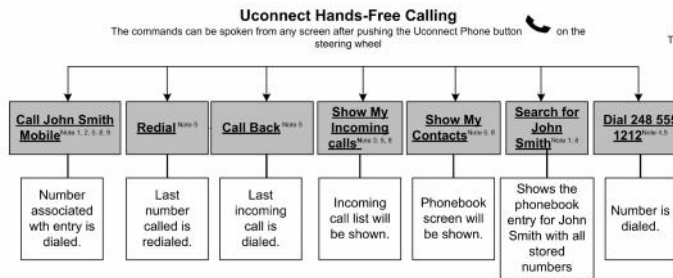 Uconnect Hands-Free Calling
The commands can be spoken from any screen after pushing the Uconnect Phone button on the
steering wheel
T
Call John Smith
Mobile Note 1, 2, 5, 8, 9
Redial Note 5
Call Back Note 5
Show My
Incoming
calls Note 3, 5, 8
Show My
Contacts Note 5, 8
Search for
John
Smith Note 1, 8
Dial 248 555
1212 Note 4,5
Number
associated
wth entry is
dialed.
Last
number
called is
redialed.
Last
incoming
call is
dialed.
Incoming
call list will
be shown.
Phonebook
screen will
be shown.
Shows the
phonebook
entry for John
Smith with all
stored
numbers
Number is
dialed.